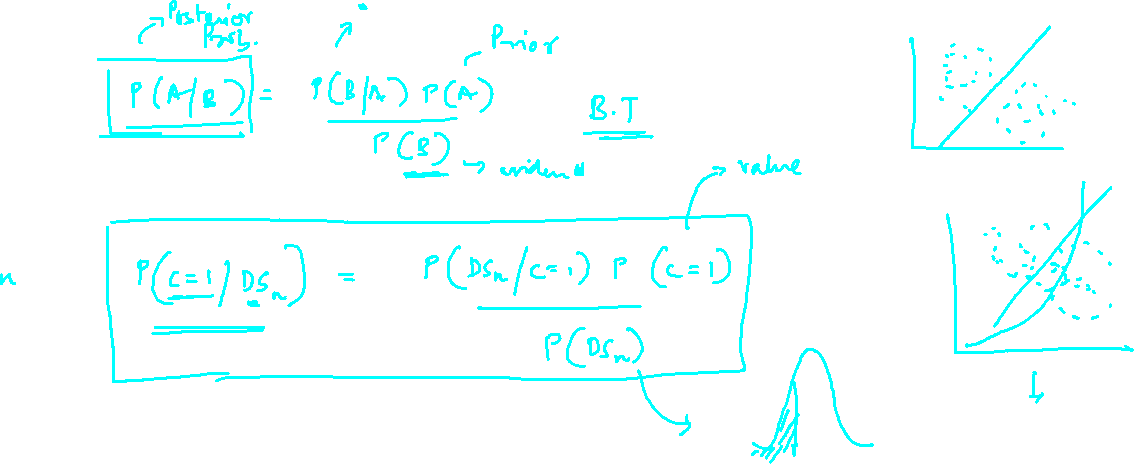 Posterior
Prob.
Prior
P(A/B) = P(B/A) P(A)
P(B)
B.T
value
n
P(C=1/DSn) = P(DSn/C=1) P (C=1)
P(DSn)